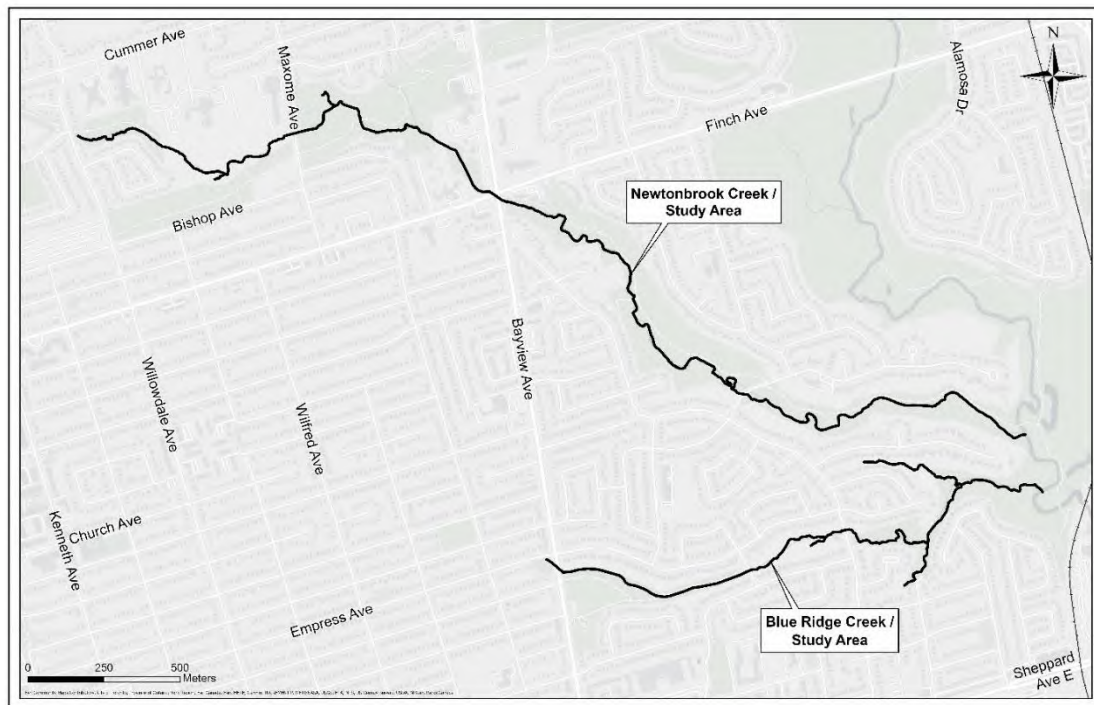 Cummer Ave
Maxome Ave
Alamosa Dr
N
Finch Ave
Newtonbrook Creek /
Study Area
Bishop Ave
Bayview Ave
Willowdale Ave
Wilfred Ave
Kenneth Ave
Church Ave
Empress Ave
Blue Ridge Creek /
Study Area
Sheppard
Ave E
0 250 500
Meters